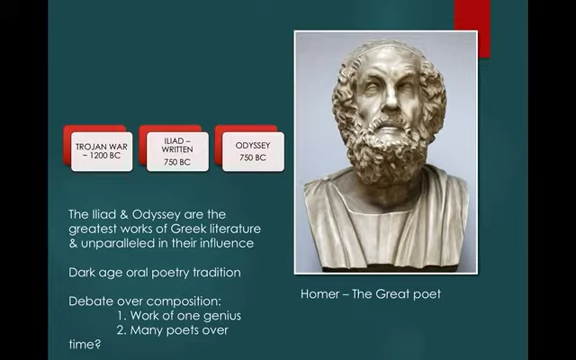 TROJAN WAR
~ 1200 BC
ILIAD –
WRITTEN
750 BC
ODYSSEY
750 BC
The Iliad & Odyssey are the
greatest works of Greek literature
& unparalleled in their influence
Dark age oral poetry tradition
Debate over composition:
1. Work of one genius
2. Many poets over
time?
Homer – The Great poet